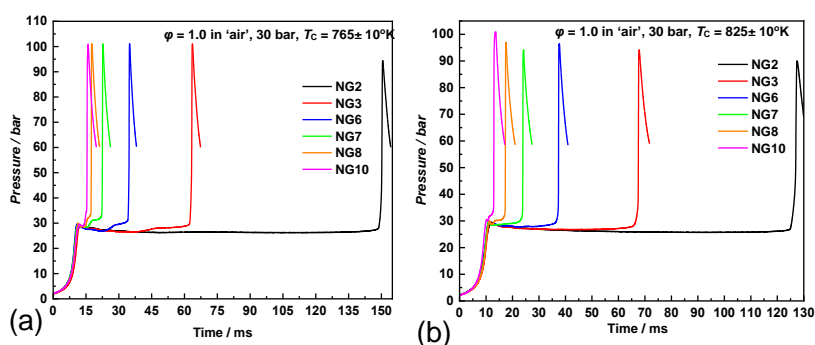 φ = 1.0 in ‘air’, 30 bar, TC = 765± 10°K
Pressure / bar
110
100
90
80
70
60
50
40
30
20
10
0
NG2
NG3
NG6
NG7
NG8
NG10
0 15 30 45 60 75 90 105 120 135 150
Time / ms
(a)
φ = 1.0 in ‘air’, 30 bar, TC = 825± 10°K
Pressure / bar
100
90
80
70
60
50
40
30
20
10
0
NG2
NG3
NG6
NG7
NG8
NG10
0 10 20 30 40 50 60 70 80 90 100 110 120 130
Time / ms
(b)